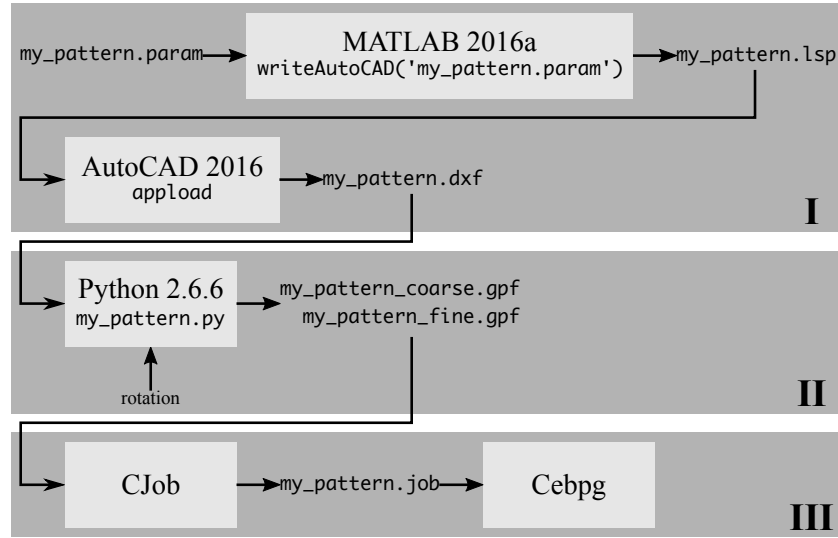 my_pattern.param
MATLAB 2016a
writeAutoCAD('my_pattern.param')
my_pattern.lsp
AutoCAD 2016
appload
my_pattern.dxf
I
Python 2.6.6
my_pattern.py
my_pattern_coarse.gpf
my_pattern_fine.gpf
rotation
II
CJob
my_pattern.job
Cebpg
III